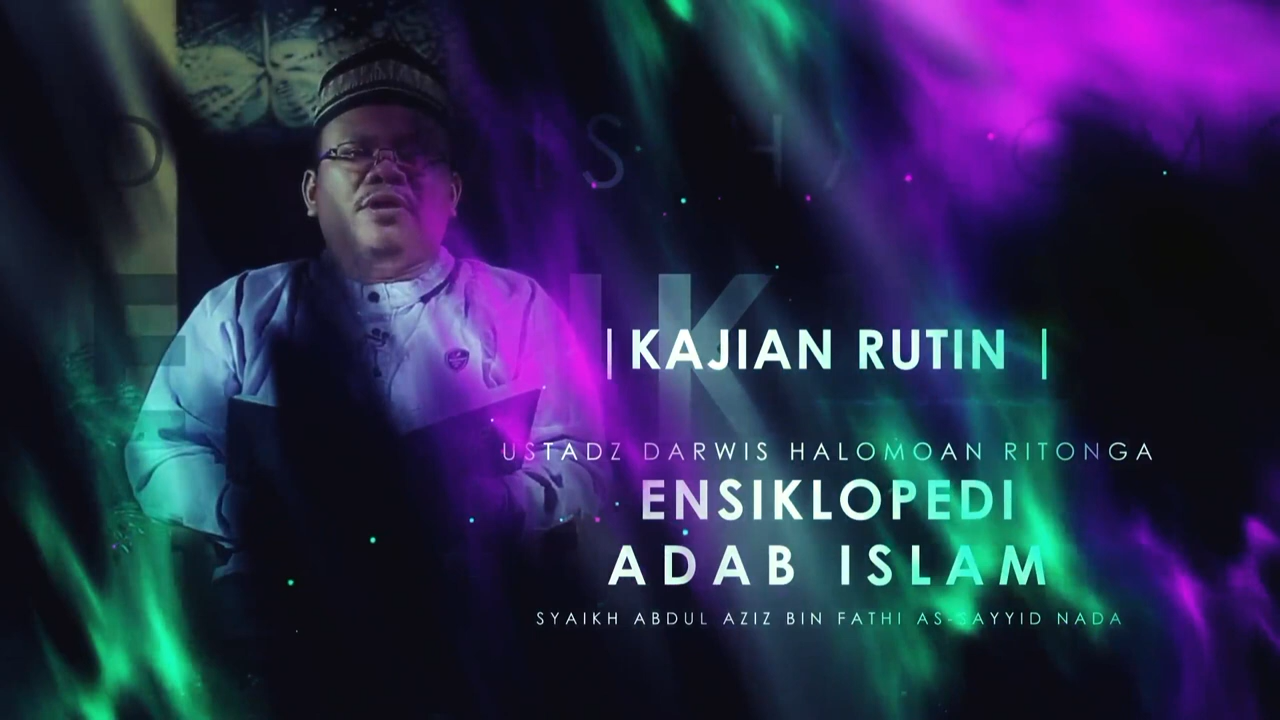 | KAJIAN RUTIN |
USTADZ DARWIS HALOMOAN RITONGA
ENSIKLOPEDI
ADAB ISLAM
SYAIKH ABDUL AZIZ BIN FATHI AS-SAYYID NADA